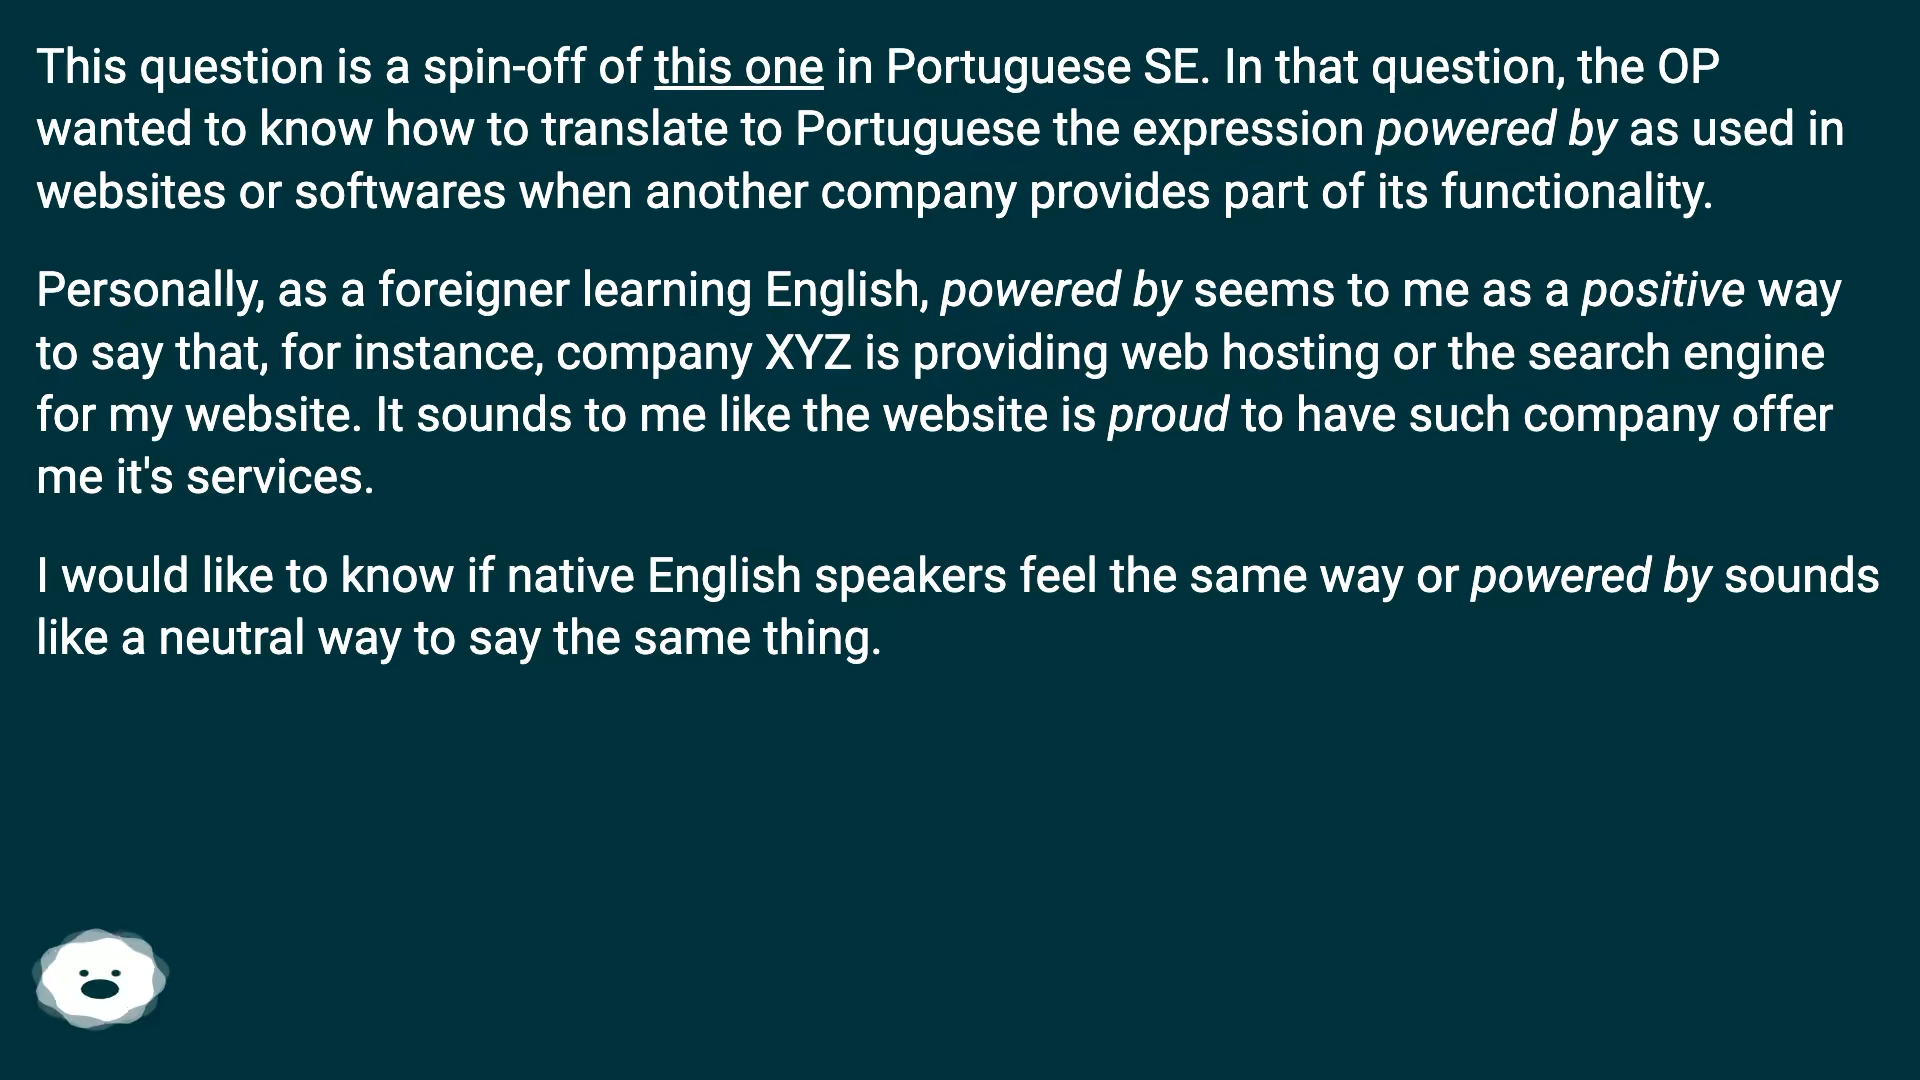 This question is a spin-off of this one in Portuguese SE. In that question, the OP
wanted to know how to translate to Portuguese the expression powered by as used in
websites or softwares when another company provides part of its functionality.
Personally, as a foreigner learning English, powered by seems to me as a positive way
to say that, for instance, company XYZ is providing web hosting or the search engine
for my website. It sounds to me like the website is proud to have such company offer
me it's services.
I would like to know if native English speakers feel the same way or powered by sounds
like a neutral way to say the same thing.